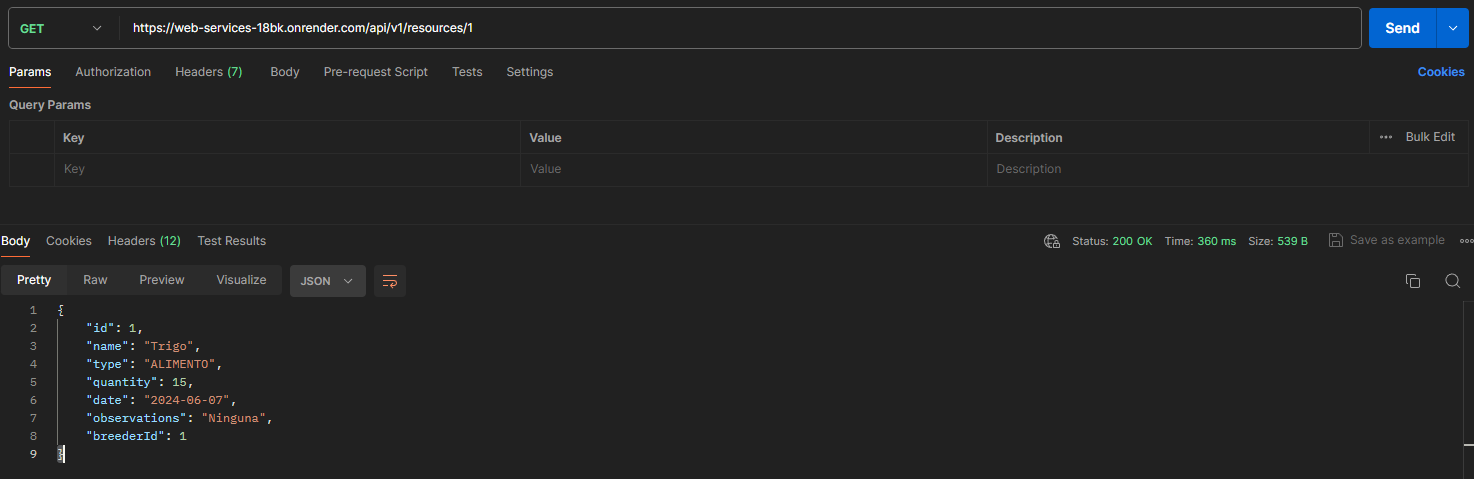 GET https://web-services-18bk.onrender.com/api/v1/resources/1 Send
Params Authorization Headers (7) Body Pre-request Script Tests Settings Cookies
Query Params
Key Value Description ••• Bulk Edit
Key Value Description
Body Cookies Headers (12) Test Results Status: 200 OK Time: 360 ms Size: 539 B Save as example •••
Pretty Raw Preview Visualize JSON
1 {
2 "id": 1,
3 "name": "Trigo",
4 "type": "ALIMENTO",
5 "quantity": 15,
6 "date": "2024-06-07",
7 "observations": "Ninguna",
8 "breederId": 1
9 }